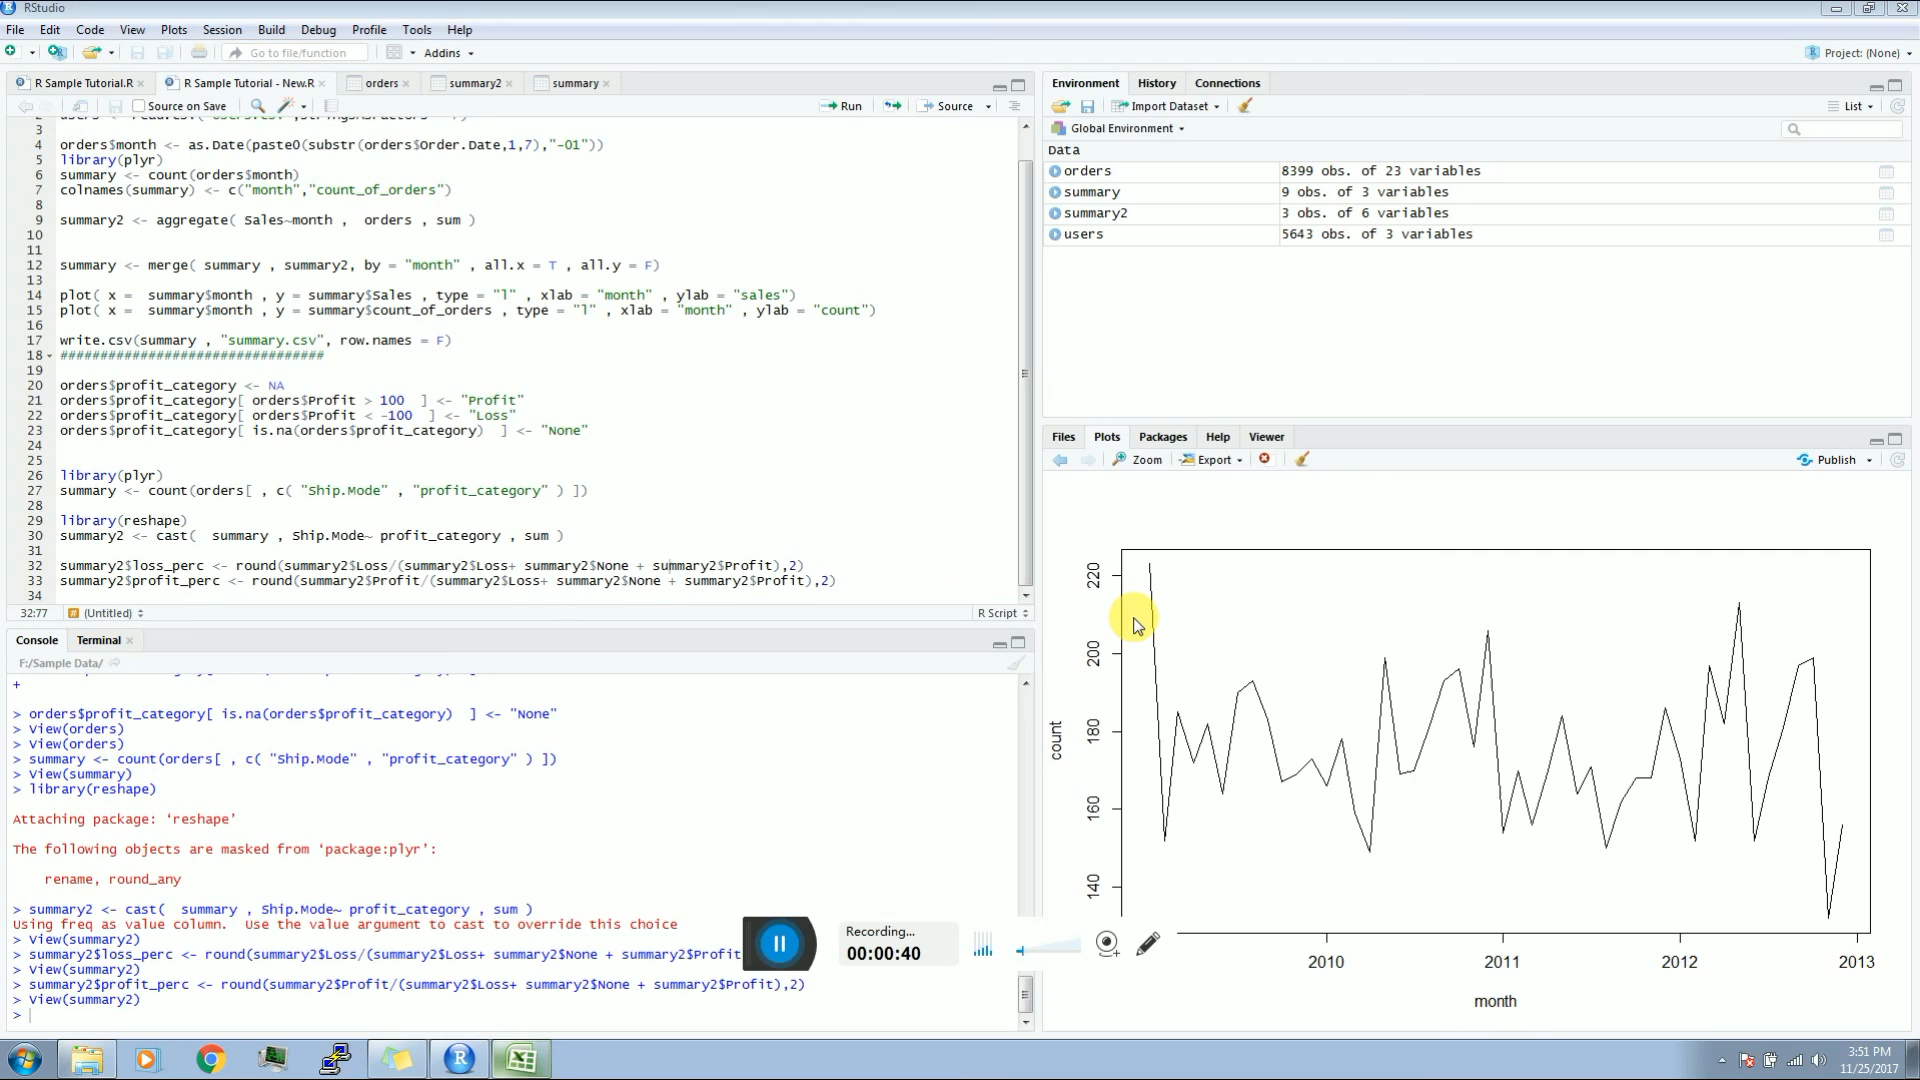 RStudio
File Edit Code View Plots Session Build Debug Profile Tools Help
Go to file/function Addins Project: (None)
R Sample Tutorial.R R Sample Tutorial - New.R orders summary2 summary
Source on Save Run Source
3
4 orders$month <- as.Date(paste0(substr(orders$Order.Date,1,7),"-01"))
5 library(plyr)
6 summary <- count(orders$month)
7 colnames(summary) <- c("month","count_of_orders")
8
9 summary2 <- aggregate( Sales~month , orders , sum )
10
11
12 summary <- merge( summary , summary2, by = "month" , all.x = T , all.y = F)
13
14 plot( x = summary$month , y = summary$Sales , type = "l" , xlab = "month" , ylab = "sales")
15 plot( x = summary$month , y = summary$count_of_orders , type = "l" , xlab = "month" , ylab = "count")
16
17 write.csv(summary , "summary.csv", row.names = F)
18 #################################
19
20 orders$profit_category <- NA
21 orders$profit_category[ orders$Profit > 100 ] <- "Profit"
22 orders$profit_category[ orders$Profit < -100 ] <- "Loss"
23 orders$profit_category[ is.na(orders$profit_category) ] <- "None"
24
25
26 library(plyr)
27 summary <- count(orders[ , c( "Ship.Mode" , "profit_category" ) ])
28
29 library(reshape)
30 summary2 <- cast( summary , Ship.Mode~ profit_category , sum )
31
32 summary2$loss_perc <- round(summary2$Loss/(summary2$Loss+ summary2$None + summary2$Profit),2)
33 summary2$profit_perc <- round(summary2$Profit/(summary2$Loss+ summary2$None + summary2$Profit),2)
34
32:77 # (Untitled) R Script
Console Terminal
F:/Sample Data/
+
> orders$profit_category[ is.na(orders$profit_category) ] <- "None"
> View(orders)
> View(orders)
> summary <- count(orders[ , c( "Ship.Mode" , "profit_category" ) ])
> View(summary)
> library(reshape)
Attaching package: ‘reshape’
The following objects are masked from ‘package:plyr’:
rename, round_any
> summary2 <- cast( summary , Ship.Mode~ profit_category , sum )
Using freq as value column. Use the value argument to cast to override this choice
> View(summary2)
> summary2$loss_perc <- round(summary2$Loss/(summary2$Loss+ summary2$None + summary2$Profit
> View(summary2)
> summary2$profit_perc <- round(summary2$Profit/(summary2$Loss+ summary2$None + summary2$Profit),2)
> View(summary2)
>
Environment History Connections
Import Dataset List
Global Environment
Data
orders 8399 obs. of 23 variables
summary 9 obs. of 3 variables
summary2 3 obs. of 6 variables
users 5643 obs. of 3 variables
Files Plots Packages Help Viewer
Zoom Export Publish
220
200
180
160
140
count
2010 2011 2012 2013
month
Recording...
00:00:40
3:51 PM
11/25/2017